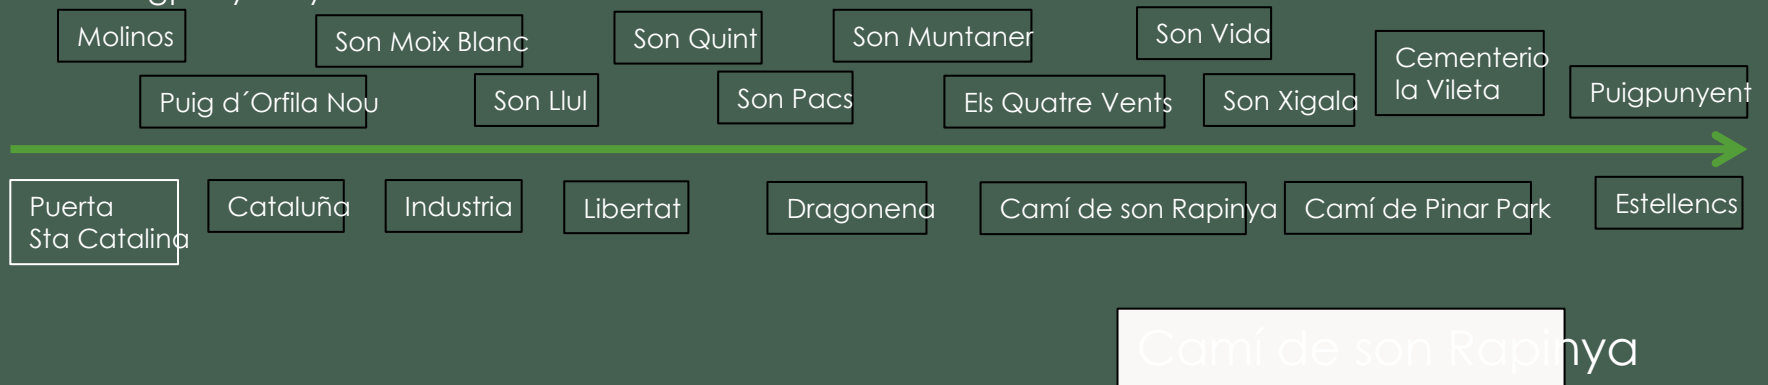 Molinos
Son Moix Blanc
Son Quint
Son Muntaner
Son Vida
Cementerio
la Vileta
Puig d´Orfila Nou
Son Llul
Son Pacs
Els Quatre Vents
Son Xigala
Puigpunyent
Puerta
Sta Catalina
Cataluña
Industria
Libertat
Dragonena
Camí de son Rapinya
Camí de Pinar Park
Estellencs
Camí de son Rapinya